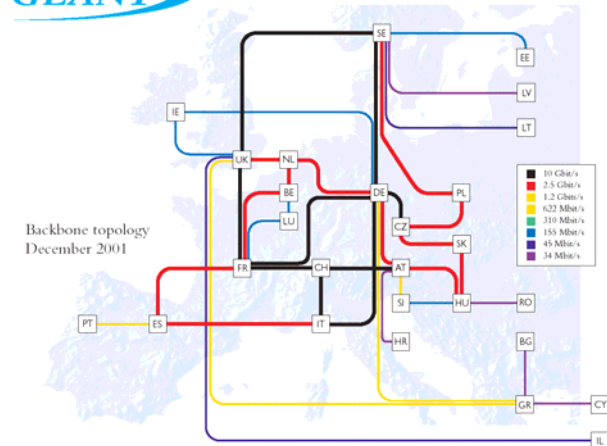 GÉANT
SE
EE
LV
IE
LT
UK
NL
10 Gbit/s
2.5 Gbit/s
1.2 Gbit/s
622 Mbit/s
310 Mbit/s
155 Mbit/s
45 Mbit/s
34 Mbit/s
BE
DE
PL
LU
CZ
Backbone topology
December 2001
SK
FR
CH
AT
SI
HU
RO
PT
ES
IT
HR
BG
GR
CY
IL